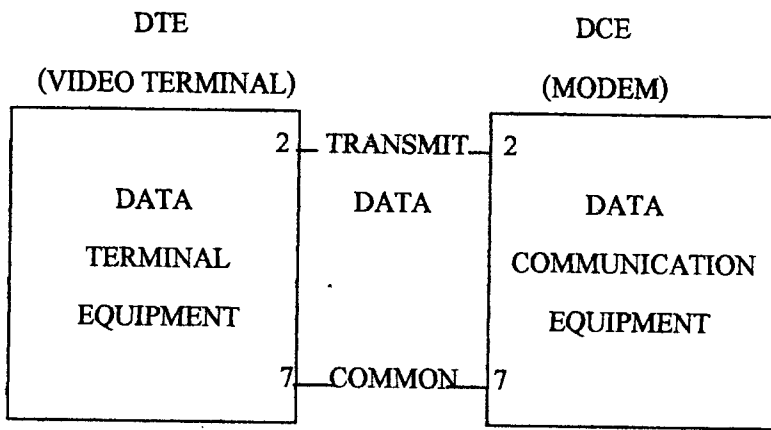 DTE
(VIDEO TERMINAL)
DCE
(MODEM)
2 TRANSMIT 2
DATA
TERMINAL
EQUIPMENT
DATA
DATA
COMMUNICATION
EQUIPMENT
7 COMMON 7